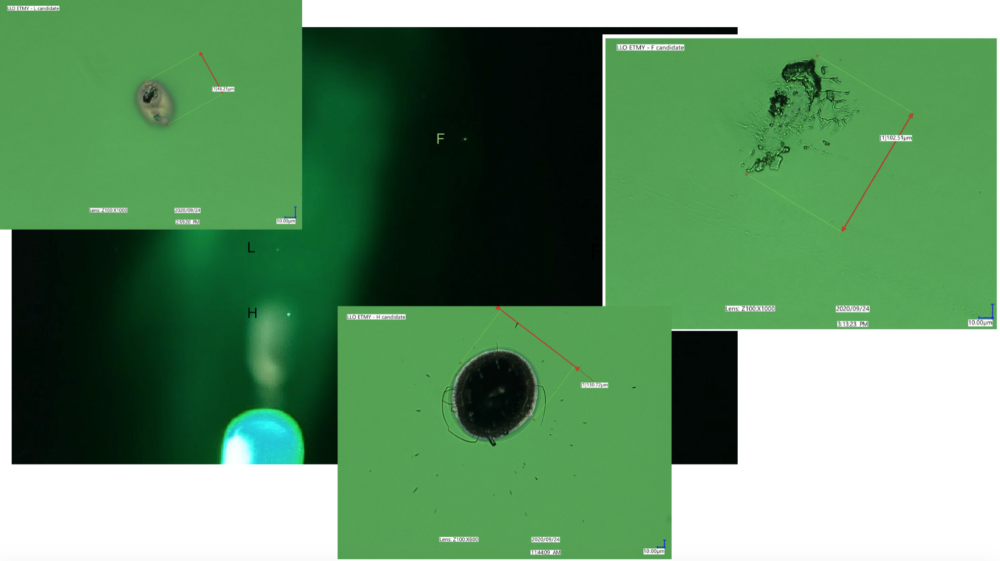 LLO ETMY - L candidate
[1]46.21µm
Lens: Z100:X1000
2020/09/24
2:59:20 PM
10.00µm
F
L
H
F
LLO ETMY - F candidate
[1]102.51µm
Lens: Z100:X1000
2020/09/24
3:13:23 PM
10.00µm
LLO ETMY - H candidate
[1]130.72µm
Lens: Z100:X600
2020/09/24
11:44:09 AM
10.00µm